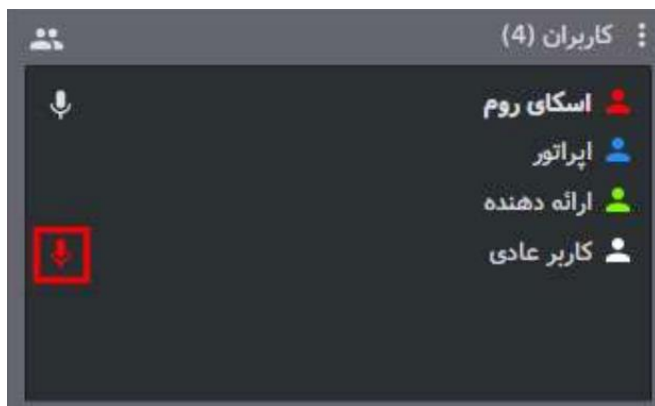 کاربران (4)
اسکای روم
اپراتور
ارائه دهنده
کاربر عادی